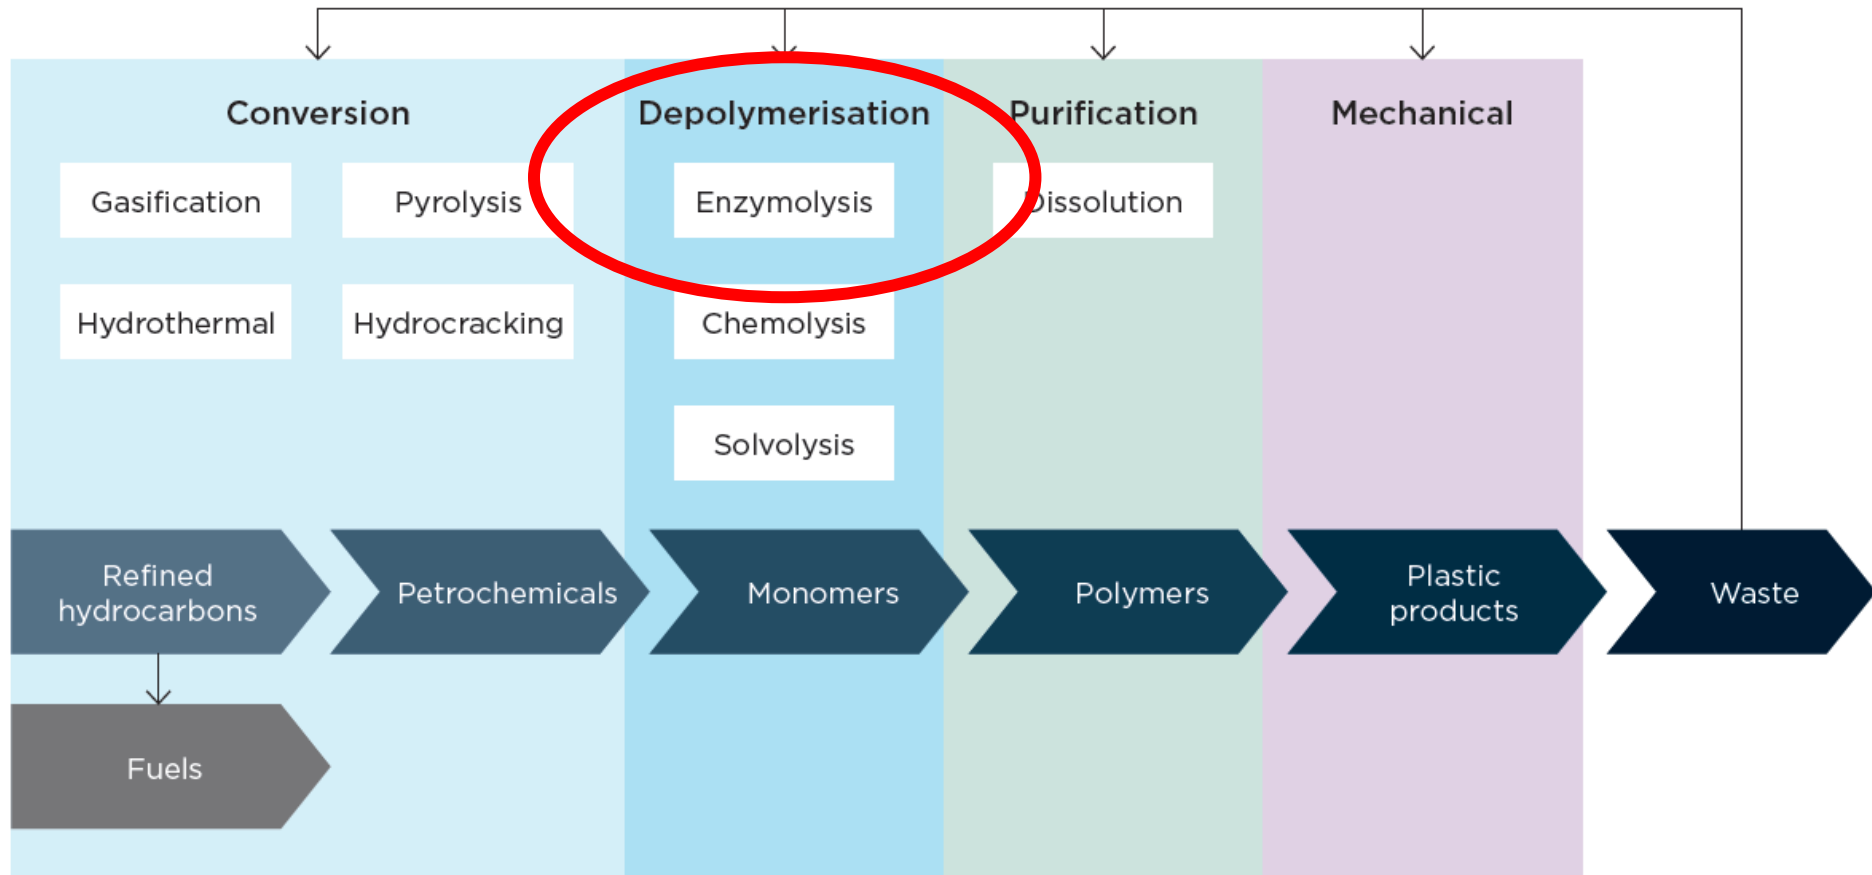 Conversion
Depolymerisation
Purification
Mechanical
Gasification
Pyrolysis
Enzymolysis
Dissolution
Hydrothermal
Hydrocracking
Chemolysis
Solvolysis
Refined
hydrocarbons
Petrochemicals
Monomers
Polymers
Plastic
products
Waste
Fuels